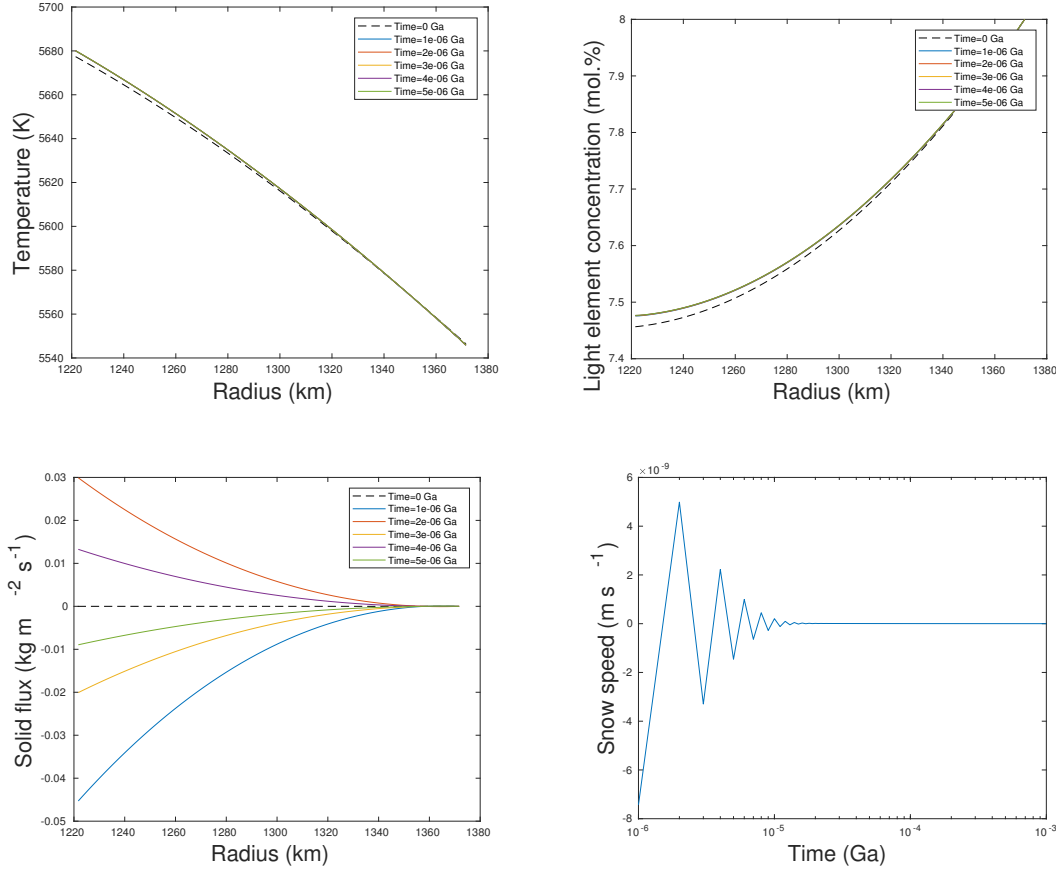 5700
5680
5660
5640
5620
5600
5580
5560
5540
Temperature (K)
Time=0 Ga
Time=1e-06 Ga
Time=2e-06 Ga
Time=3e-06 Ga
Time=4e-06 Ga
Time=5e-06 Ga
1220 1240 1260 1280 1300 1320 1340 1360 1380
Radius (km)
8
7.9
7.8
7.7
7.6
7.5
7.4
Light element concentration (mol.%)
Time=0 Ga
Time=1e-06 Ga
Time=2e-06 Ga
Time=3e-06 Ga
Time=4e-06 Ga
Time=5e-06 Ga
1220 1240 1260 1280 1300 1320 1340 1360 1380
Radius (km)
0.03
0.02
0.01
0
-0.01
-0.02
-0.03
-0.04
-0.05
Solid flux (kg m⁻² s⁻¹)
Time=0 Ga
Time=1e-06 Ga
Time=2e-06 Ga
Time=3e-06 Ga
Time=4e-06 Ga
Time=5e-06 Ga
1220 1240 1260 1280 1300 1320 1340 1360 1380
Radius (km)
×10⁻⁹
6
4
2
0
-2
-4
-6
-8
Snow speed (m s⁻¹)
10⁻⁶ 10⁻⁵ 10⁻⁴ 10⁻³
Time (Ga)